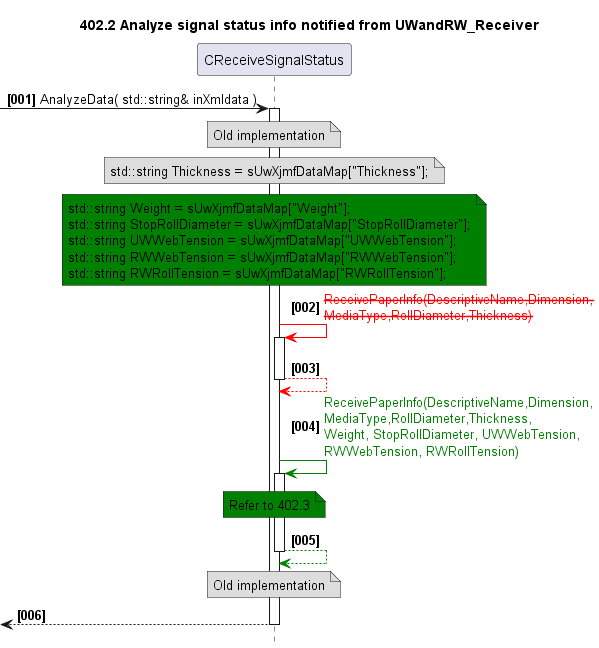 402.2 Analyze signal status info notified from UWandRW_Receiver
CReceiveSignalStatus
[001] AnalyzeData( std::string& inXmldata )
Old implementation
std::string Thickness = sUwXjmfDataMap["Thickness"];
std::string Weight = sUwXjmfDataMap["Weight"];
std::string StopRollDiameter = sUwXjmfDataMap["StopRollDiameter"];
std::string UWWebTension = sUwXjmfDataMap["UWWebTension"];
std::string RWWebTension = sUwXjmfDataMap["RWWebTension"];
std::string RWRollTension = sUwXjmfDataMap["RWRollTension"];
[002] ReceivePaperInfo(DescriptiveName,Dimension,
MediaType,RollDiameter,Thickness)
[003]
[004] ReceivePaperInfo(DescriptiveName,Dimension,
MediaType,RollDiameter,Thickness,
Weight, StopRollDiameter, UWWebTension,
RWWebTension, RWRollTension)
Refer to 402.3
[005]
Old implementation
[006]